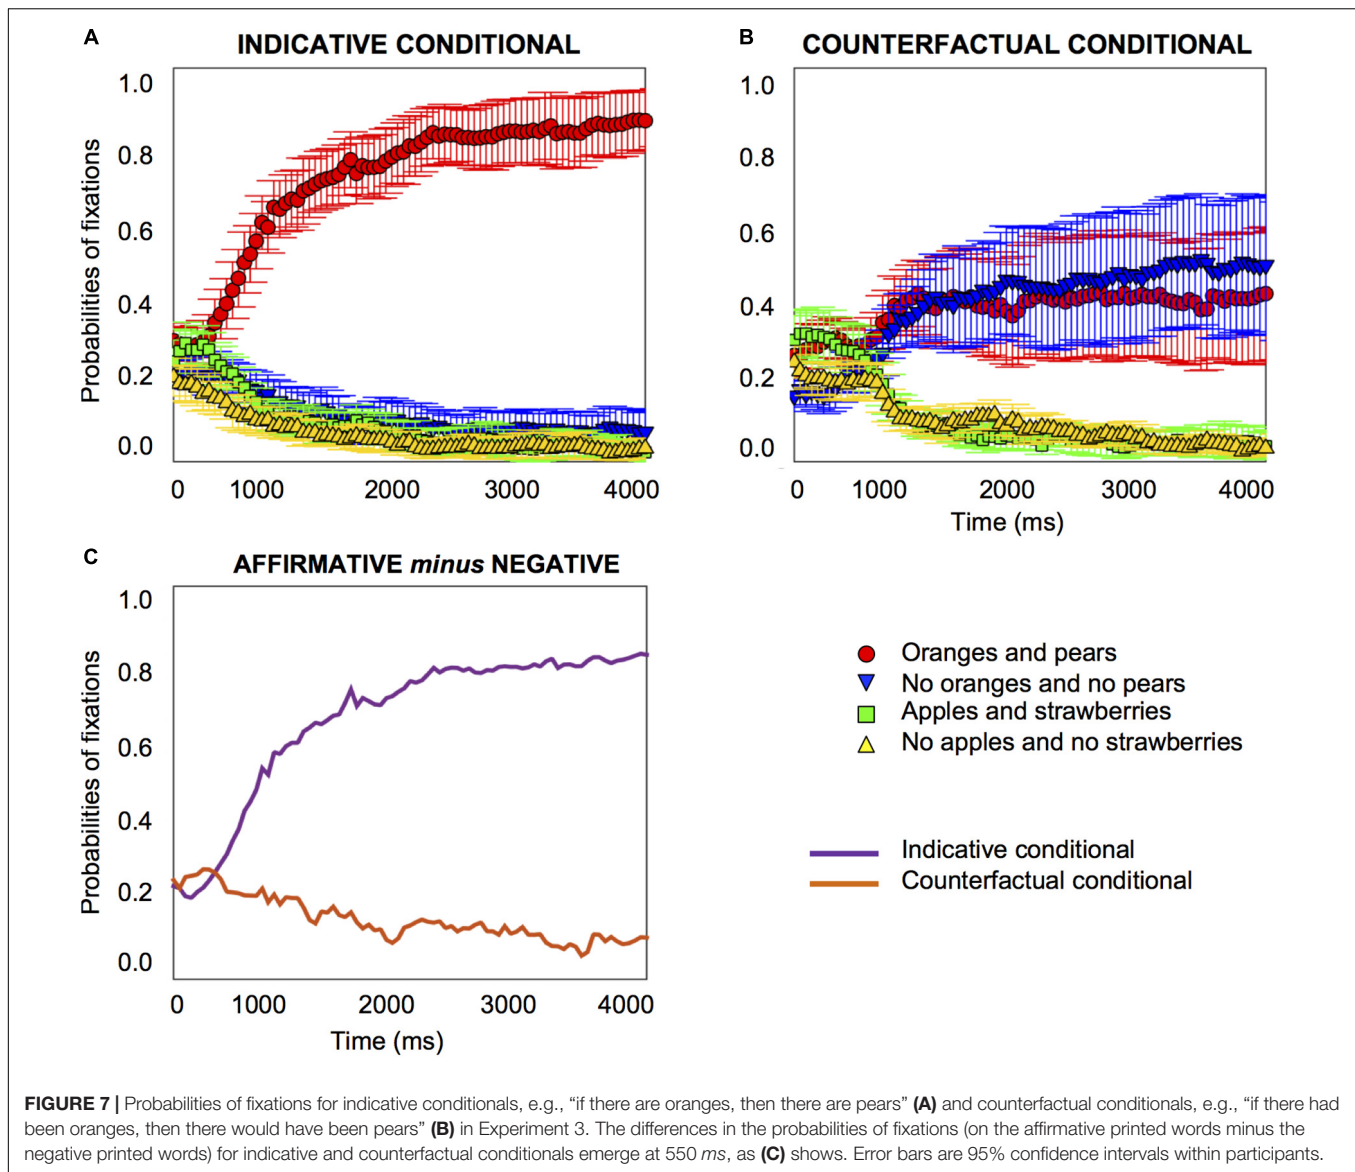 A
INDICATIVE CONDITIONAL
Probabilities of fixations
1.0
0.8
0.6
0.4
0.2
0.0
0 1000 2000 3000 4000
B
COUNTERFACTUAL CONDITIONAL
Probabilities of fixations
1.0
0.8
0.6
0.4
0.2
0.0
0 1000 2000 3000 4000
Time (ms)
C
AFFIRMATIVE minus NEGATIVE
Probabilities of fixations
1.0
0.8
0.6
0.4
0.2
0.0
0 1000 2000 3000 4000
Time (ms)
Oranges and pears
No oranges and no pears
Apples and strawberries
No apples and no strawberries
Indicative conditional
Counterfactual conditional
FIGURE 7 | Probabilities of fixations for indicative conditionals, e.g., “if there are oranges, then there are pears” (A) and counterfactual conditionals, e.g., “if there had
been oranges, then there would have been pears” (B) in Experiment 3. The differences in the probabilities of fixations (on the affirmative printed words minus the
negative printed words) for indicative and counterfactual conditionals emerge at 550 ms, as (C) shows. Error bars are 95% confidence intervals within participants.